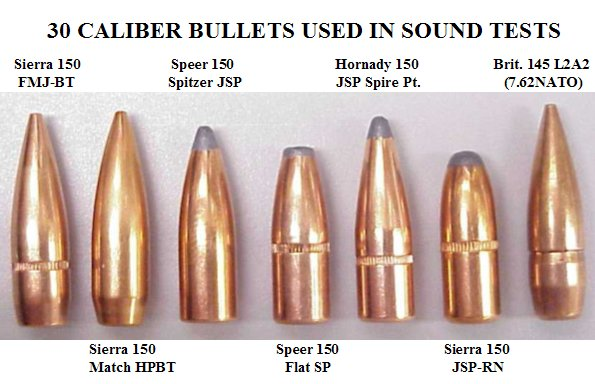 30 CALIBER BULLETS USED IN SOUND TESTS
Sierra 150
FMJ-BT
Speer 150
Spitzer JSP
Hornady 150
JSP Spire Pt.
Brit. 145 L2A2
(7.62NATO)
Sierra 150
Match HPBT
Speer 150
Flat SP
Sierra 150
JSP-RN